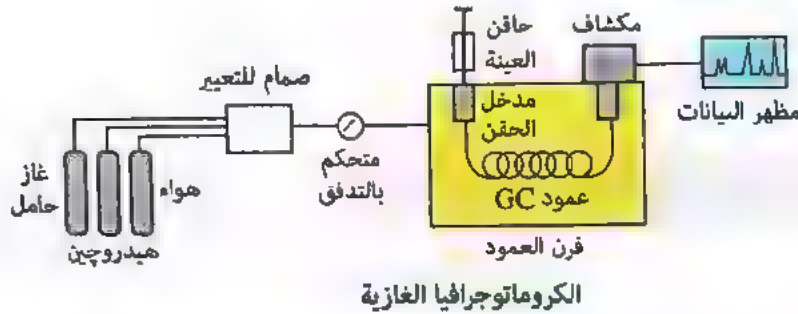 حاقن
العينة
مكشاف
صمام للتعيير
مدخل
الحقن
مظهر البيانات
متحكم
بالتدفق
غاز
حامل
هواء
هيدروچين
عمود GC
فرن العمود
الكروماتوجرافيا الغازية